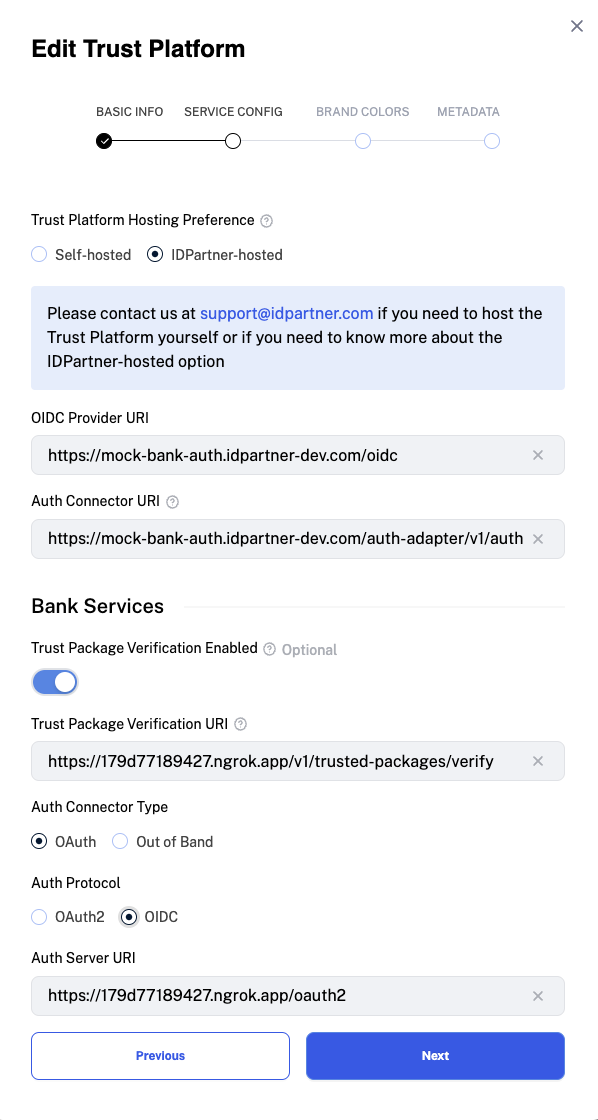 Edit Trust Platform
BASIC INFO SERVICE CONFIG BRAND COLORS METADATA
Trust Platform Hosting Preference ?
Self-hosted IDPartner-hosted
Please contact us at support@idpartner.com if you need to host the
Trust Platform yourself or if you need to know more about the
IDPartner-hosted option
OIDC Provider URI
https://mock-bank-auth.idpartner-dev.com/oidc
Auth Connector URI ?
https://mock-bank-auth.idpartner-dev.com/auth-adapter/v1/auth
Bank Services
Trust Package Verification Enabled ? Optional
Trust Package Verification URI ?
https://179d77189427.ngrok.app/v1/trusted-packages/verify
Auth Connector Type
OAuth Out of Band
Auth Protocol
OAuth2 OIDC
Auth Server URI
https://179d77189427.ngrok.app/oauth2
Previous Next